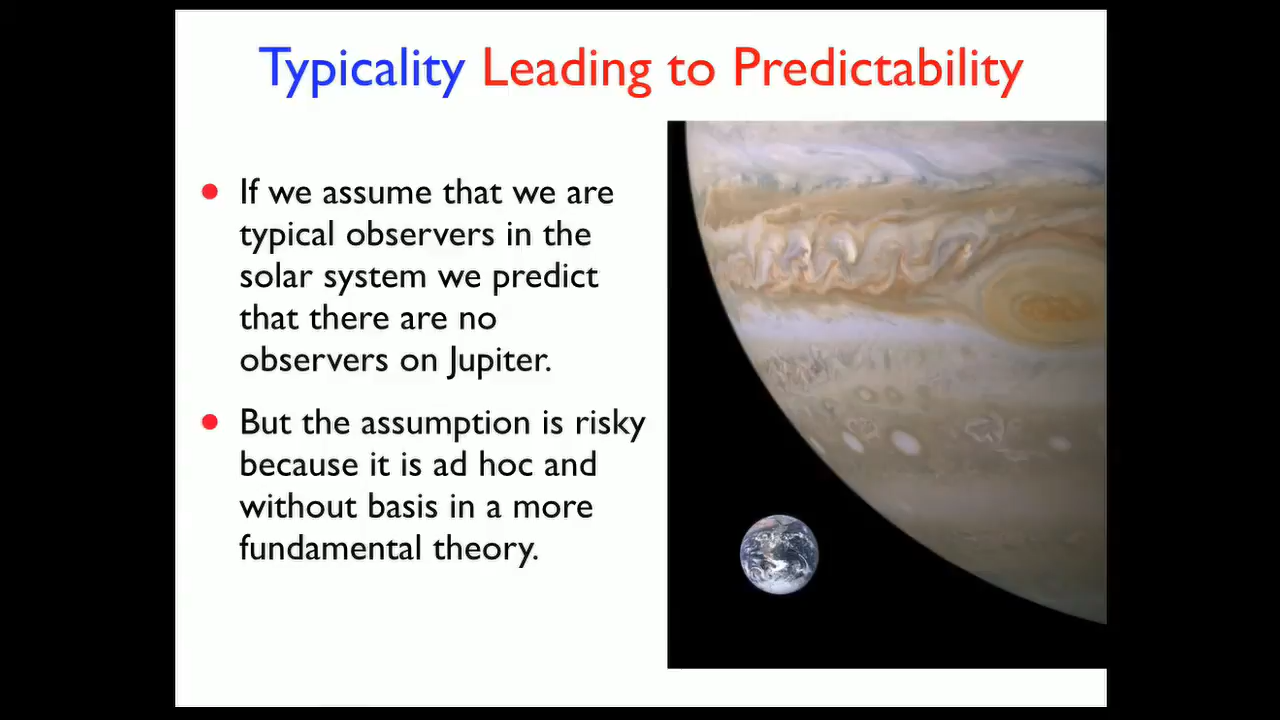 Typicality Leading to Predictability
• If we assume that we are
typical observers in the
solar system we predict
that there are no
observers on Jupiter.
• But the assumption is risky
because it is ad hoc and
without basis in a more
fundamental theory.